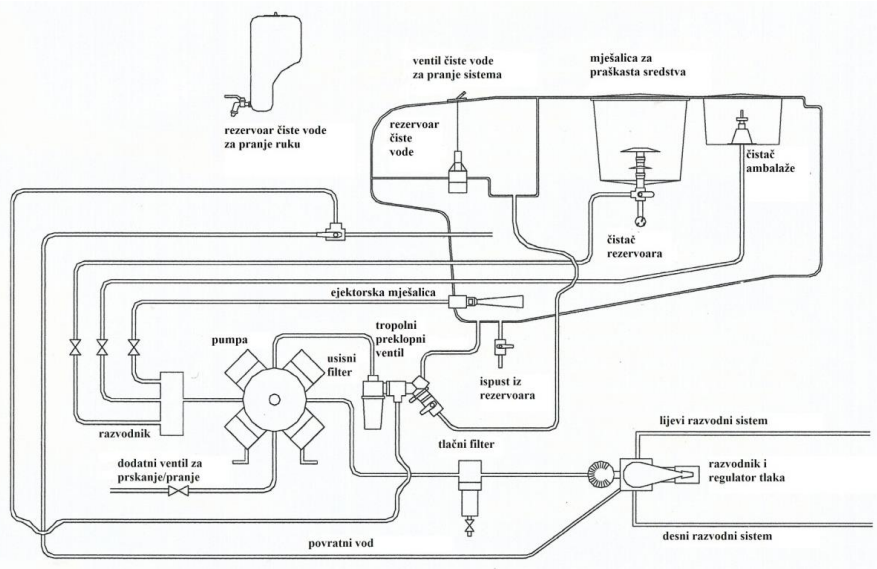 ventil čiste vode
za pranje sistema
mješalica za
praškasta sredstva
rezervoar čiste vode
za pranje ruku
rezervoar
čiste
vode
čistač
ambalaže
čistač
rezervoara
ejektorska mješalica
tropolni
preklopni
ventil
pumpa
usisni
filter
ispust iz
rezervoara
razvodnik
tlačni filter
lijevi razvodni sistem
dodatni ventil za
prskanje/pranje
razvodnik i
regulator tlaka
povratni vod
desni razvodni sistem